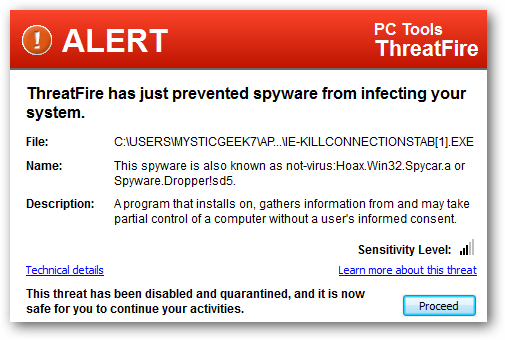 ALERT
PC Tools
ThreatFire
ThreatFire has just prevented spyware from infecting your
system.
File: C:\USERS\MYSTICGEEK7\AP...\IE-KILLCONNECTIONSTAB[1].EXE
Name: This spyware is also known as not-virus:Hoax.Win32.Spycar.a or
Spyware.Dropper!sd5.
Description: A program that installs on, gathers information from and may take
partial control of a computer without a user's informed consent.
Sensitivity Level:
Technical details
Learn more about this threat
This threat has been disabled and quarantined, and it is now
safe for you to continue your activities.
Proceed